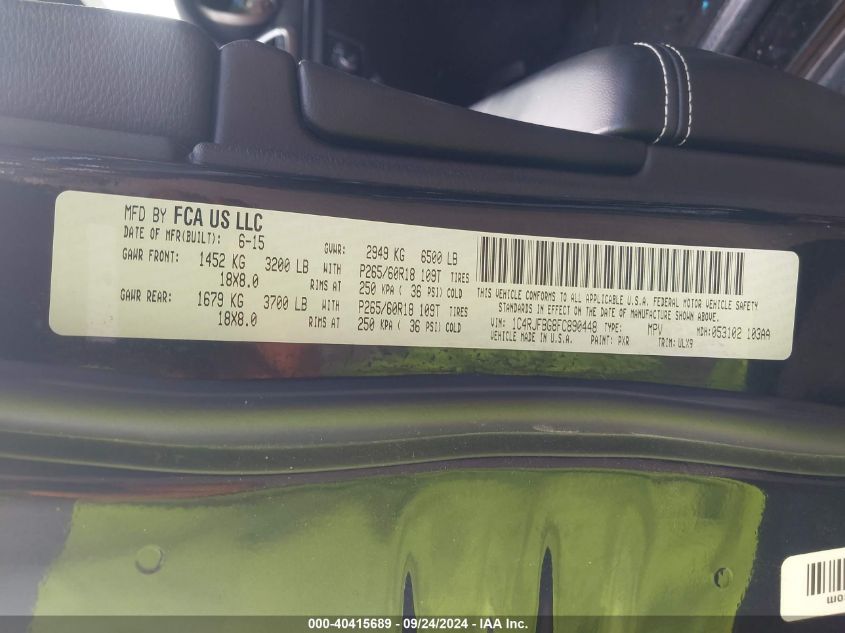 MFD BY FCA US LLC
DATE OF MFR(BUILT): 6-15 GVWR: 2949 KG 6500 LB
GAWR FRONT: 1452 KG 3200 LB WITH P265/60R18 109T TIRES
18X8.0 RIMS AT 250 KPA ( 36 PSI) COLD
GAWR REAR: 1679 KG 3700 LB WITH P265/60R18 109T TIRES
18X8.0 RIMS AT 250 KPA ( 36 PSI) COLD
THIS VEHICLE CONFORMS TO ALL APPLICABLE U.S.A. FEDERAL MOTOR VEHICLE SAFETY
STANDARDS IN EFFECT ON THE DATE OF MANUFACTURE SHOWN ABOVE.
VIN: 1C4RJFBG8FC890448 TYPE: MPV MDH:053102 103AA
VEHICLE MADE IN U.S.A. PAINT: PXR TRIM: ULX9
000-40415689 - 09/24/2024 - IAA Inc.